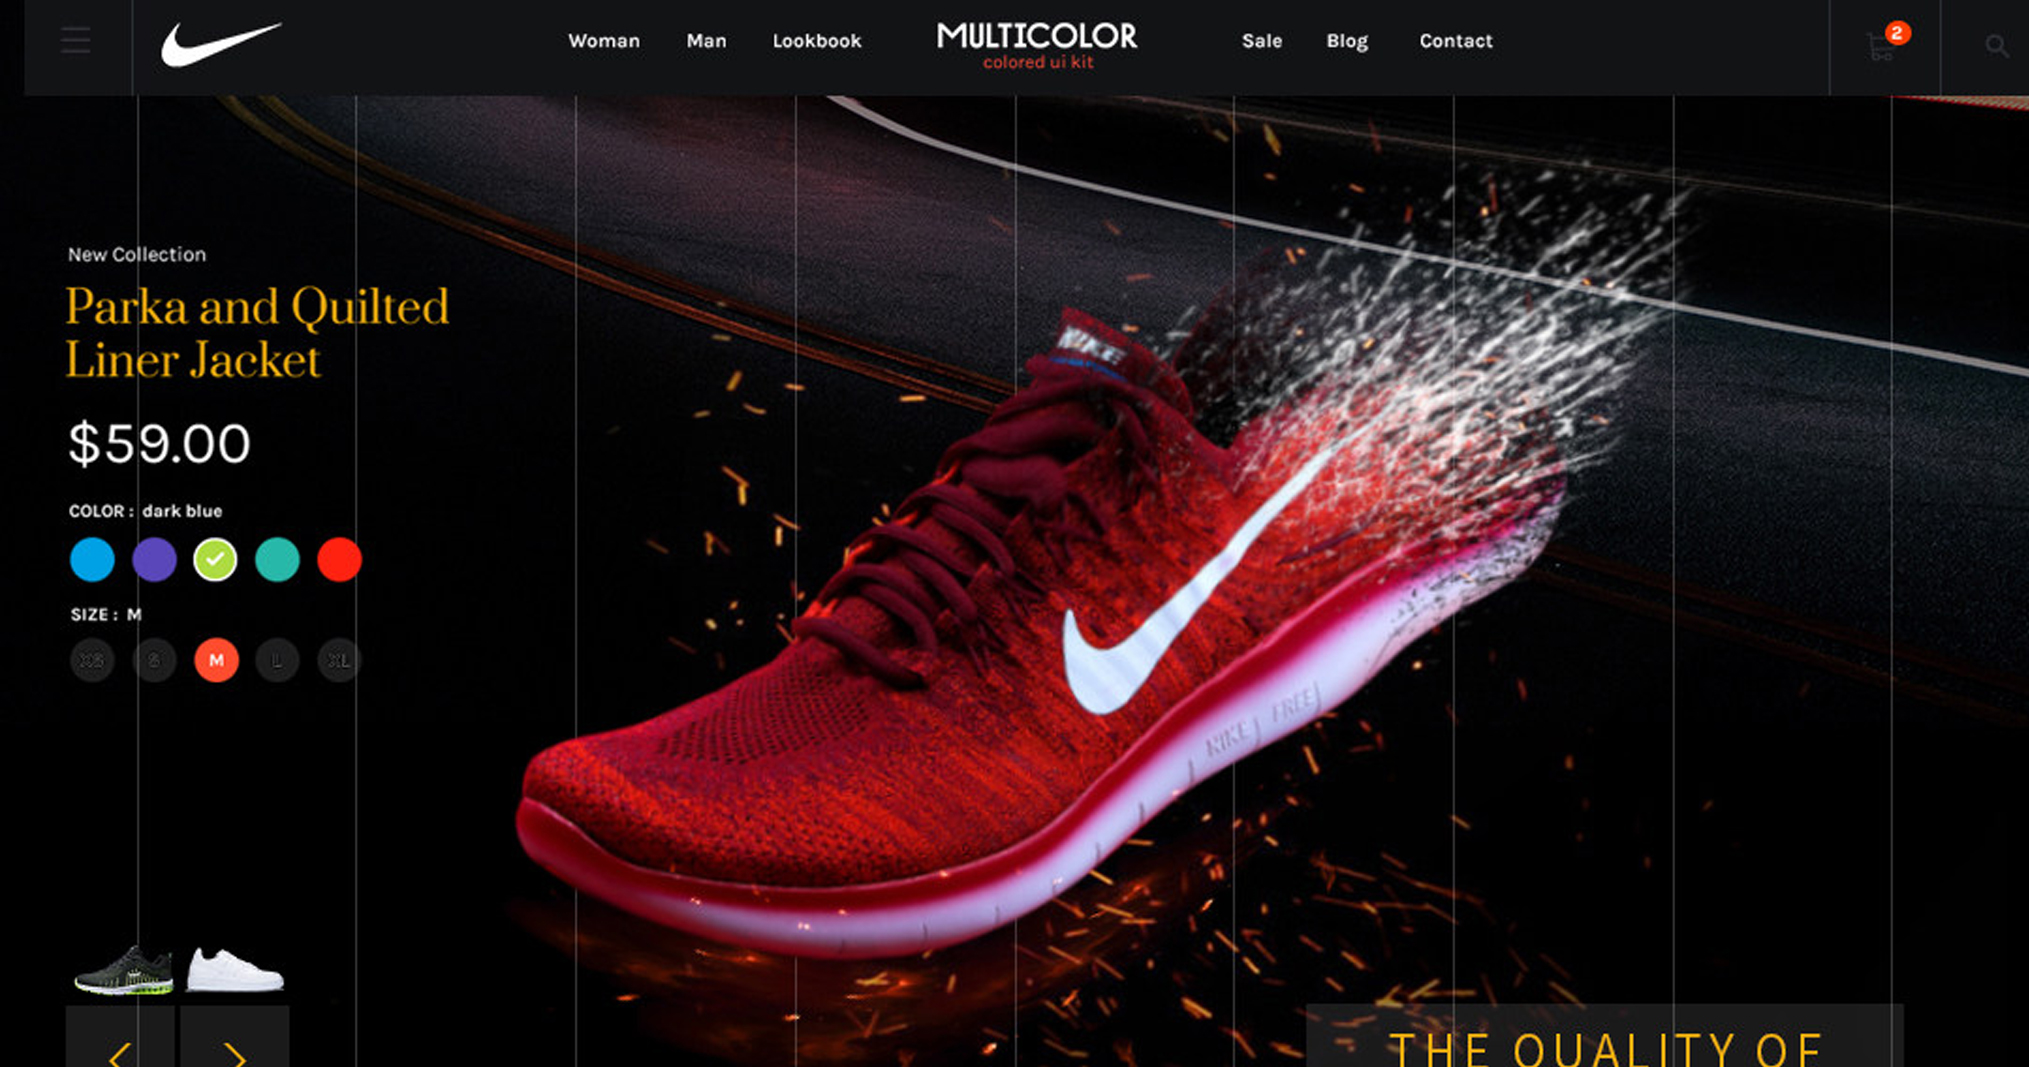 Woman Man Lookbook MULTICOLOR Sale Blog Contact 2
colored ui kit
New Collection
Parka and Quilted
Liner Jacket
$59.00
COLOR : dark blue
SIZE : M
XS S M L XL
NIKE
NIKE FREE
THE QUALITY OF